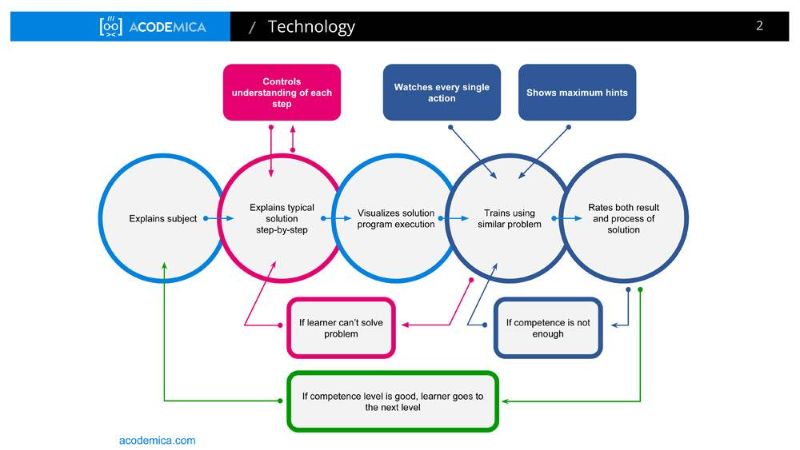 ACODEMICA / Technology 2
Controls
understanding of each
step
Watches every single
action
Shows maximum hints
Explains subject
Explains typical
solution
step-by-step
Visualizes solution
program execution
Trains using
similar problem
Rates both result
and process of
solution
If learner can't solve
problem
If competence is not
enough
If competence level is good, learner goes to
the next level
acodemica.com